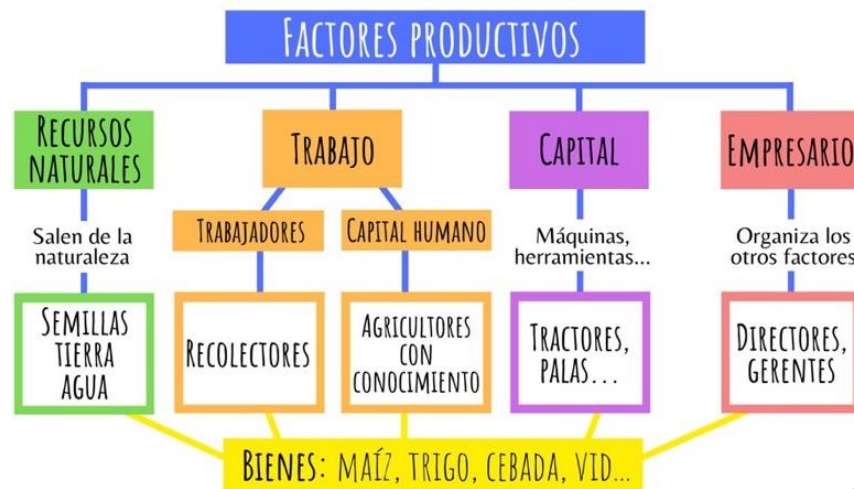 FACTORES PRODUCTIVOS
RECURSOS
NATURALES
TRABAJO
CAPITAL
EMPRESARIO
Salen de la
naturaleza
TRABAJADORES
CAPITAL HUMANO
Máquinas,
herramientas...
Organiza los
otros factores
SEMILLAS
TIERRA
AGUA
RECOLECTORES
AGRICULTORES
CON
CONOCIMIENTO
TRACTORES,
PALAS...
DIRECTORES,
GERENTES
BIENES: MAÍZ, TRIGO, CEBADA, VID...